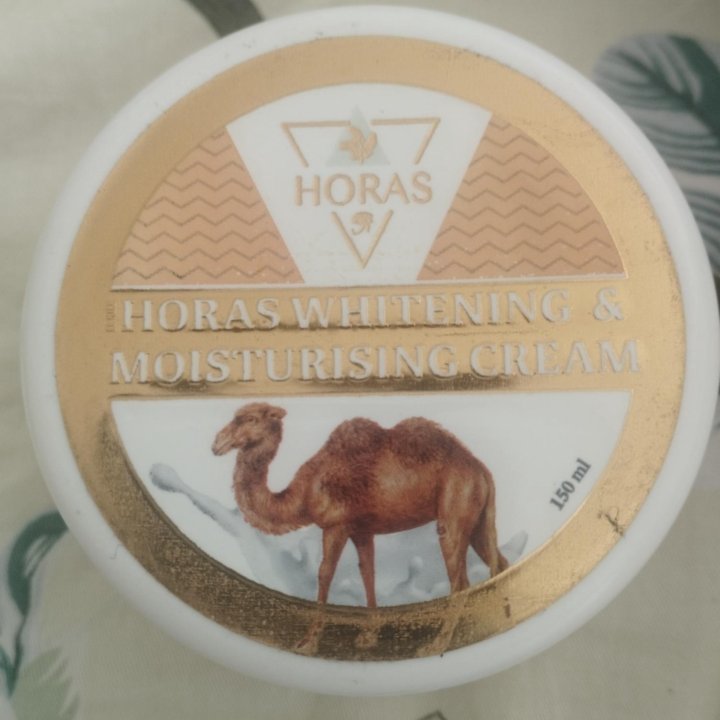 HORAS
HORAS WHITENING &
MOISTURISING CREAM
150 ml